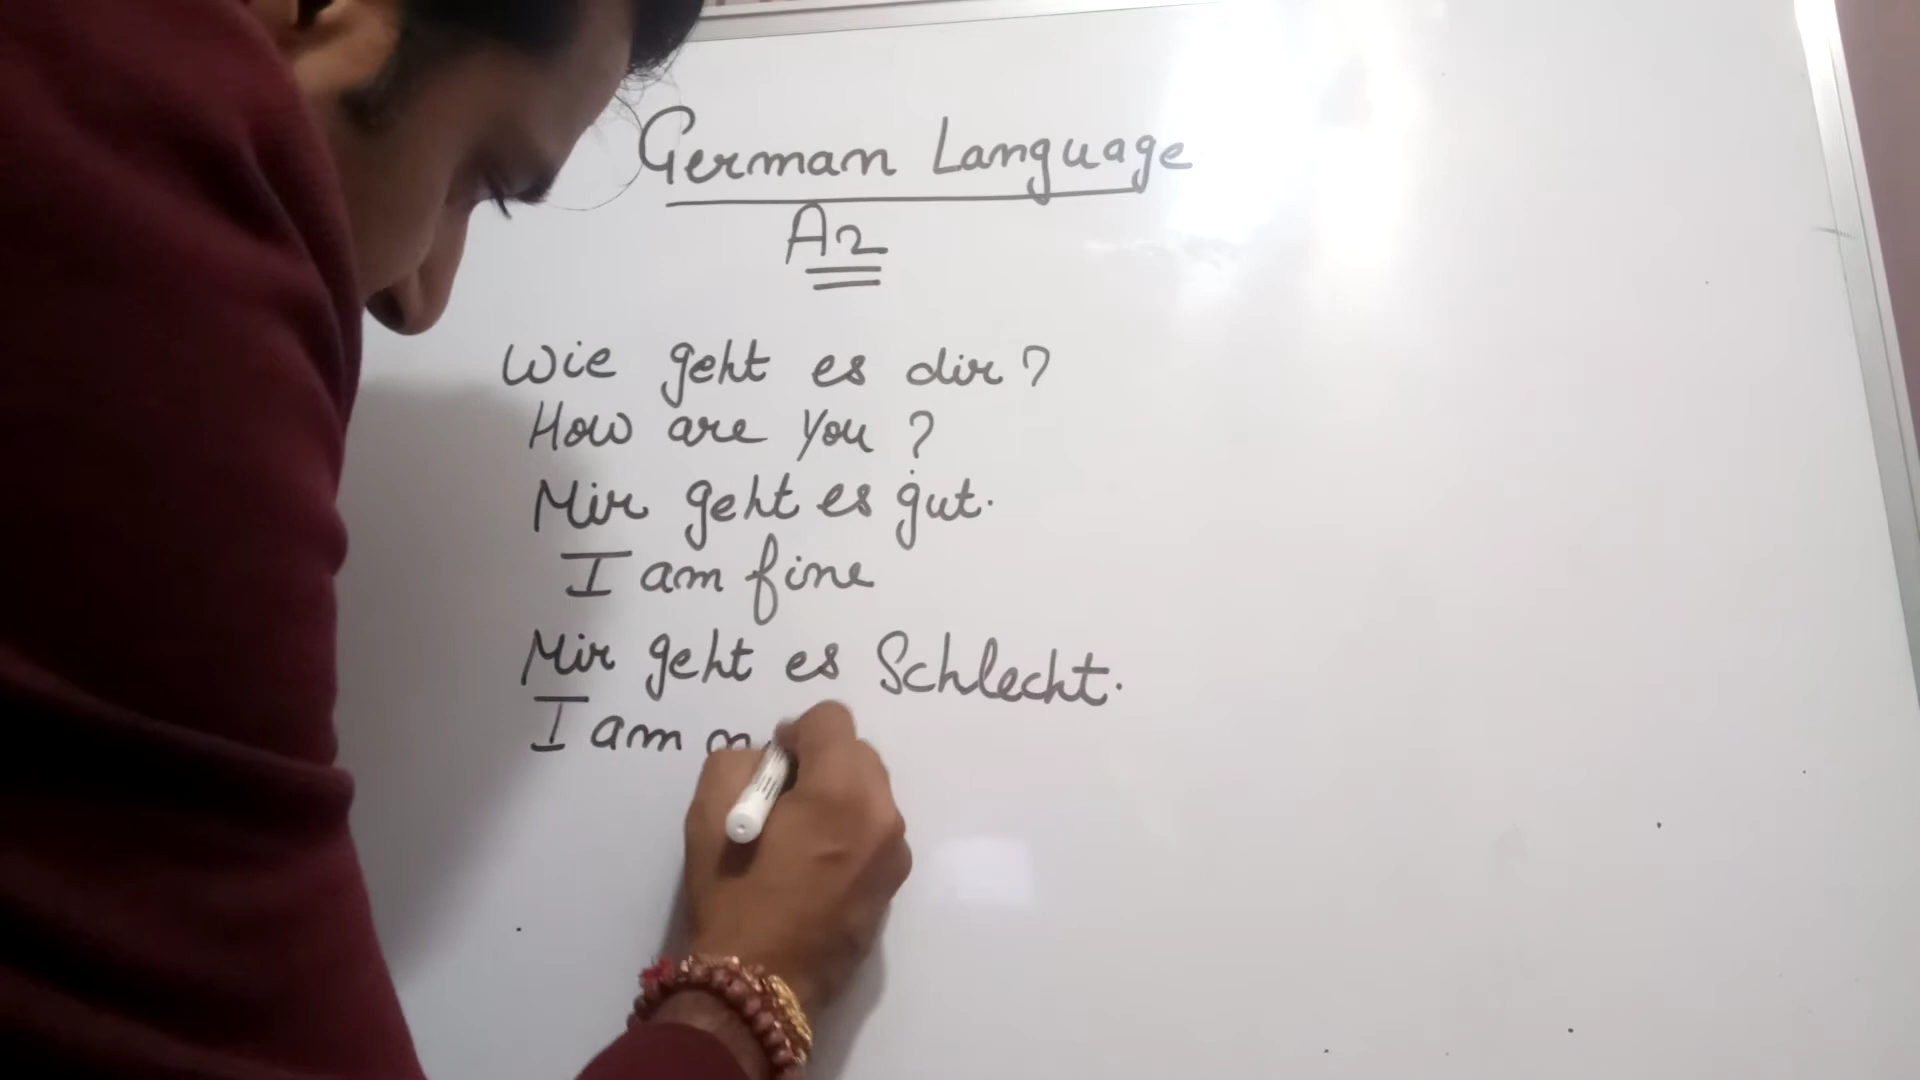 German Language
A2
Wie geht es dir?
How are you?
Mir geht es gut.
I am fine
Mir geht es Schlecht.
I am